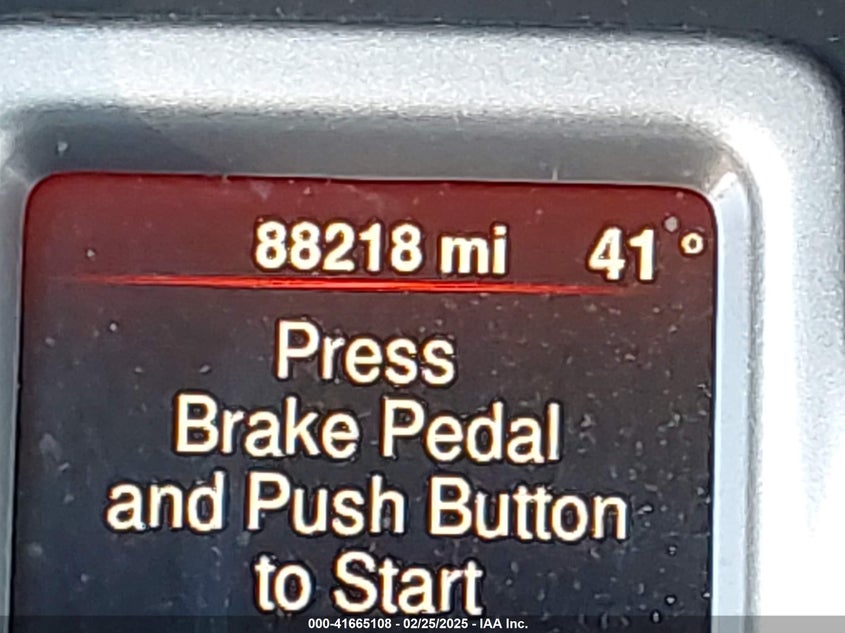 88218 mi 41°
Press
Brake Pedal
and Push Button
to Start
000-41665108 - 02/25/2025 - IAA Inc.